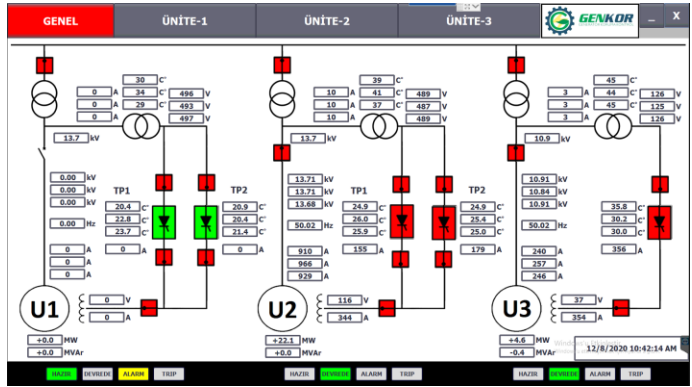 GENEL ÜNİTE-1 ÜNİTE-2 ÜNİTE-3 GENKOR _ X
30 C° 39 C° 45 C°
0 A 34 C° 496 V 10 A 41 C° 489 V 3 A 44 C° 126 V
0 A 29 C° 493 V 10 A 37 C° 487 V 3 A 45 C° 125 V
0 A 497 V 10 A 489 V 3 A 126 V
13.7 kV 13.7 kV 10.9 kV
0.00 kV 13.71 kV 10.91 kV
0.00 kV TP1 TP2 13.71 kV TP1 TP2 10.84 kV
0.00 kV 13.68 kV 10.91 kV
20.4 C° 20.9 C° 24.9 C° 24.9 C° 35.8 C°
0.00 Hz 22.8 C° 20.4 C° 50.02 Hz 26.0 C° 25.4 C° 50.02 Hz 30.2 C°
23.7 C° 21.4 C° 25.9 C° 25.0 C° 30.0 C°
0 A 0 A 0 A 910 A 155 A 179 A 240 A 356 A
0 A 966 A 257 A
0 A 929 A 246 A
U1 0 V U2 116 V U3 37 V
0 A 344 A 354 A
+0.0 MW +22.1 MW +4.6 MW
+0.0 MVAr +0.0 MVAr -0.4 MVAr 12/8/2020 10:42:14 AM
HAZIR DEVREDE ALARM TRIP HAZIR DEVREDE ALARM TRIP HAZIR DEVREDE ALARM TRIP